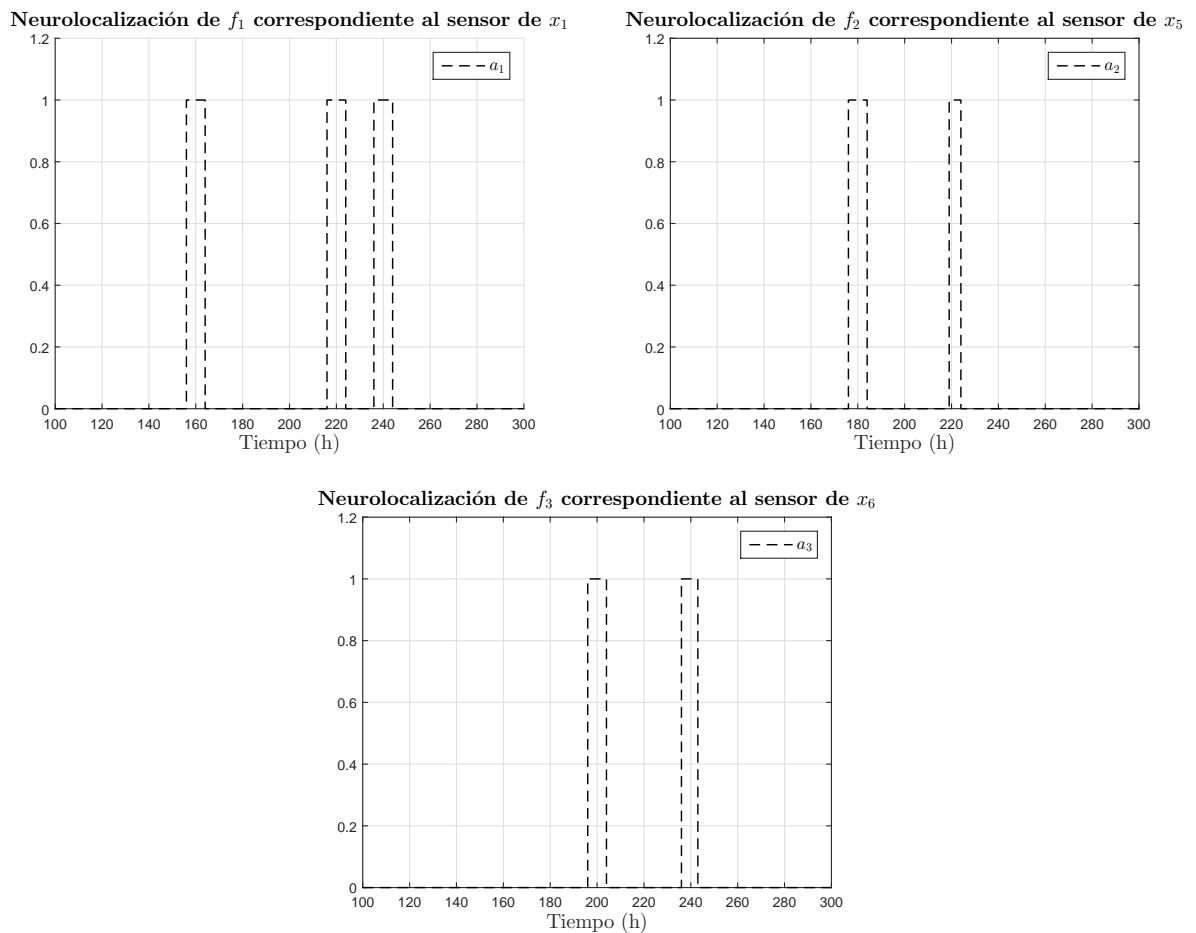 Neurolocalización de f₁ correspondiente al sensor de x₁
1.2
1
0.8
0.6
0.4
0.2
0
a₁
100 120 140 160 180 200 220 240 260 280 300
Tiempo (h)
Neurolocalización de f₂ correspondiente al sensor de x₅
1.2
1
0.8
0.6
0.4
0.2
0
a₂
100 120 140 160 180 200 220 240 260 280 300
Tiempo (h)
Neurolocalización de f₃ correspondiente al sensor de x₆
1.2
1
0.8
0.6
0.4
0.2
0
a₃
100 120 140 160 180 200 220 240 260 280 300
Tiempo (h)